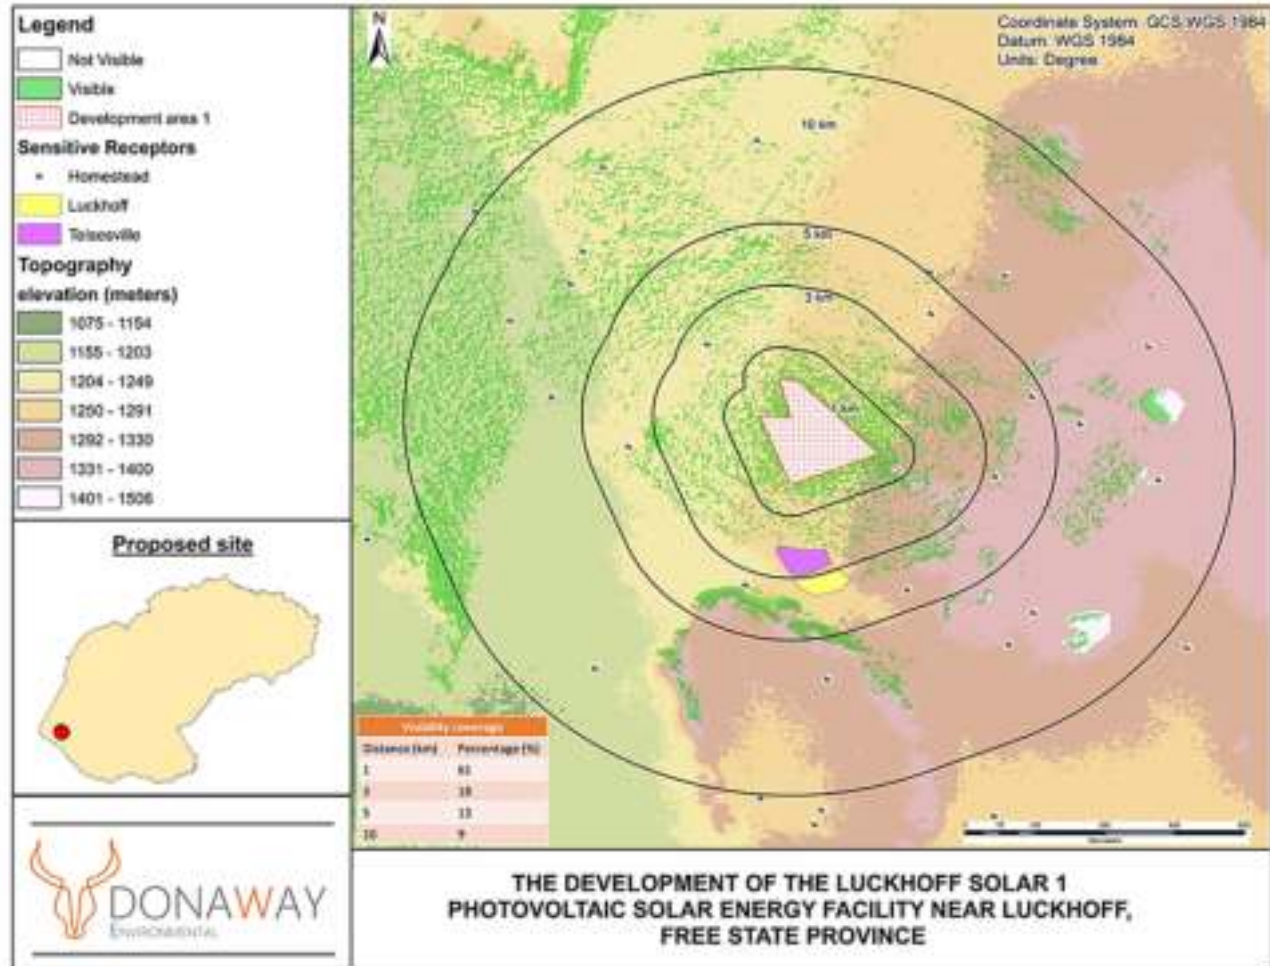 Legend
Not Visible
Visible
Development area 1
Sensitive Receptors
Homestead
Luckhoff
Teisesville
Topography
elevation (meters)
1075 - 1154
1155 - 1203
1204 - 1249
1250 - 1291
1292 - 1330
1331 - 1400
1401 - 1506
Proposed site
DONAWAY
ENVIRONMENTAL
N
Coordinate System: GCS WGS 1984
Datum: WGS 1984
Units: Degree
10 km
5 km
3 km
1 km
Visibility coverage
Distance (km) Percentage (%)
1 61
3 18
5 13
10 9
THE DEVELOPMENT OF THE LUCKHOFF SOLAR 1
PHOTOVOLTAIC SOLAR ENERGY FACILITY NEAR LUCKHOFF,
FREE STATE PROVINCE